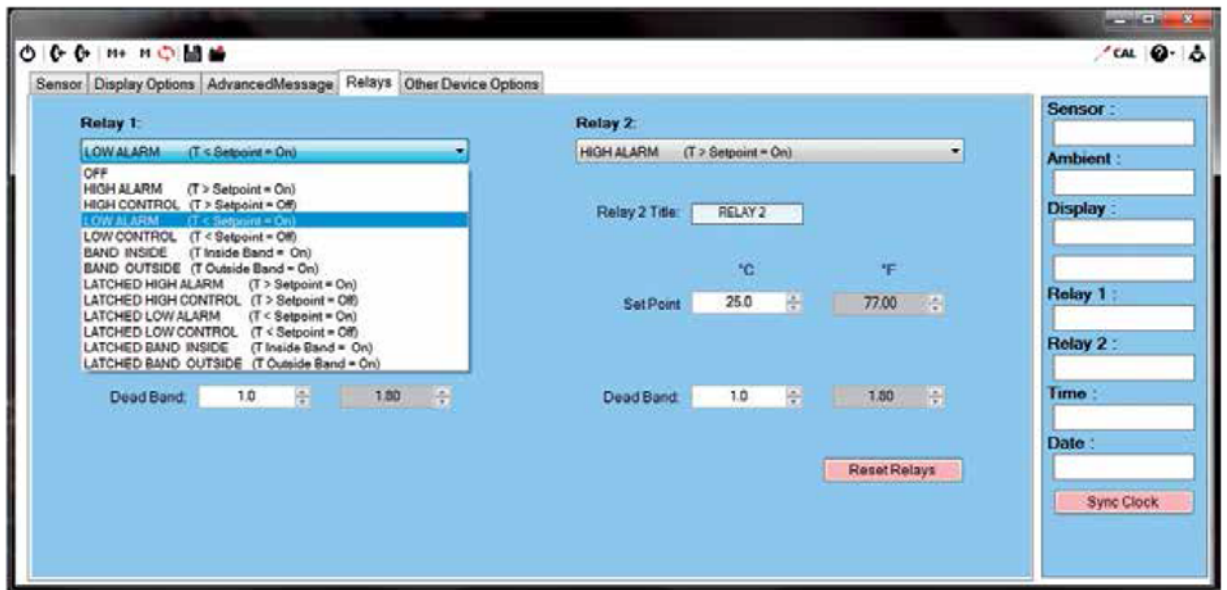 M+ M CAL
Sensor Display Options AdvancedMessage Relays Other Device Options
Relay 1:
LOW ALARM (T < Setpoint = On)
OFF
HIGH ALARM (T > Setpoint = On)
HIGH CONTROL (T > Setpoint = Off)
LOW ALARM (T < Setpoint = On)
LOW CONTROL (T < Setpoint = Off)
BAND INSIDE (T Inside Band = On)
BAND OUTSIDE (T Outside Band = On)
LATCHED HIGH ALARM (T > Setpoint = On)
LATCHED HIGH CONTROL (T > Setpoint = Off)
LATCHED LOW ALARM (T < Setpoint = On)
LATCHED LOW CONTROL (T < Setpoint = Off)
LATCHED BAND INSIDE (T Inside Band = On)
LATCHED BAND OUTSIDE (T Outside Band = On)
Dead Band: 1.0 1.80
Relay 2:
HIGH ALARM (T > Setpoint = On)
Relay 2 Title: RELAY 2
°C °F
Set Point 25.0 77.00
Dead Band: 1.0 1.80
Reset Relays
Sensor :
Ambient :
Display :
Relay 1 :
Relay 2 :
Time :
Date :
Sync Clock